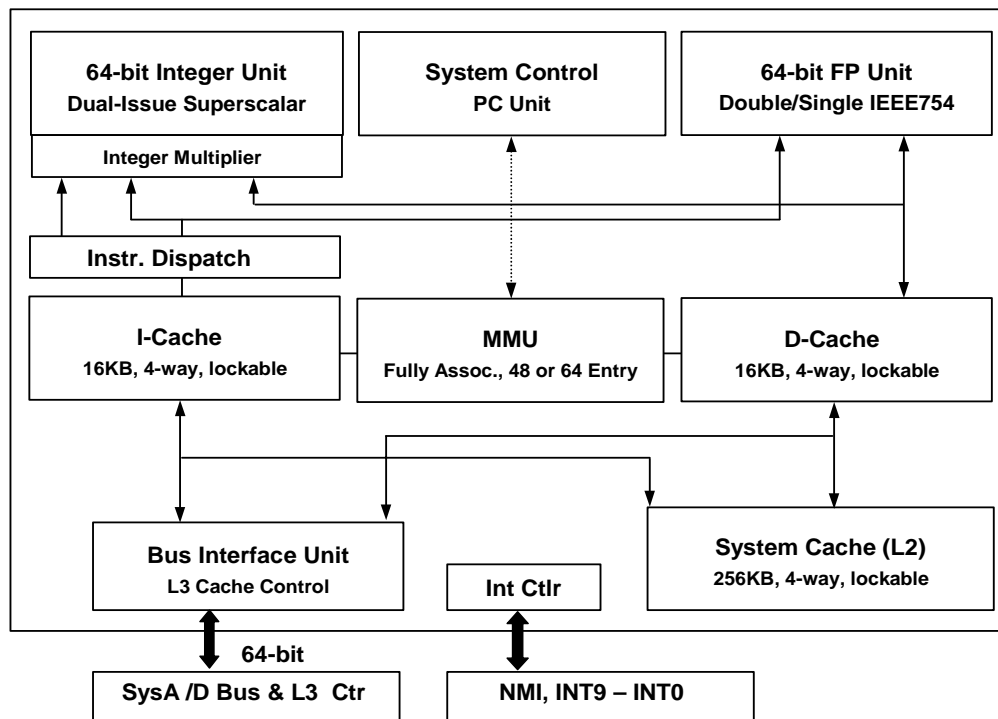 64-bit Integer Unit
Dual-Issue Superscalar
Integer Multiplier
System Control
PC Unit
64-bit FP Unit
Double/Single IEEE754
Instr. Dispatch
I-Cache
16KB, 4-way, lockable
MMU
Fully Assoc., 48 or 64 Entry
D-Cache
16KB, 4-way, lockable
Bus Interface Unit
L3 Cache Control
Int Ctlr
System Cache (L2)
256KB, 4-way, lockable
64-bit
SysA /D Bus & L3 Ctr
NMI, INT9 – INT0